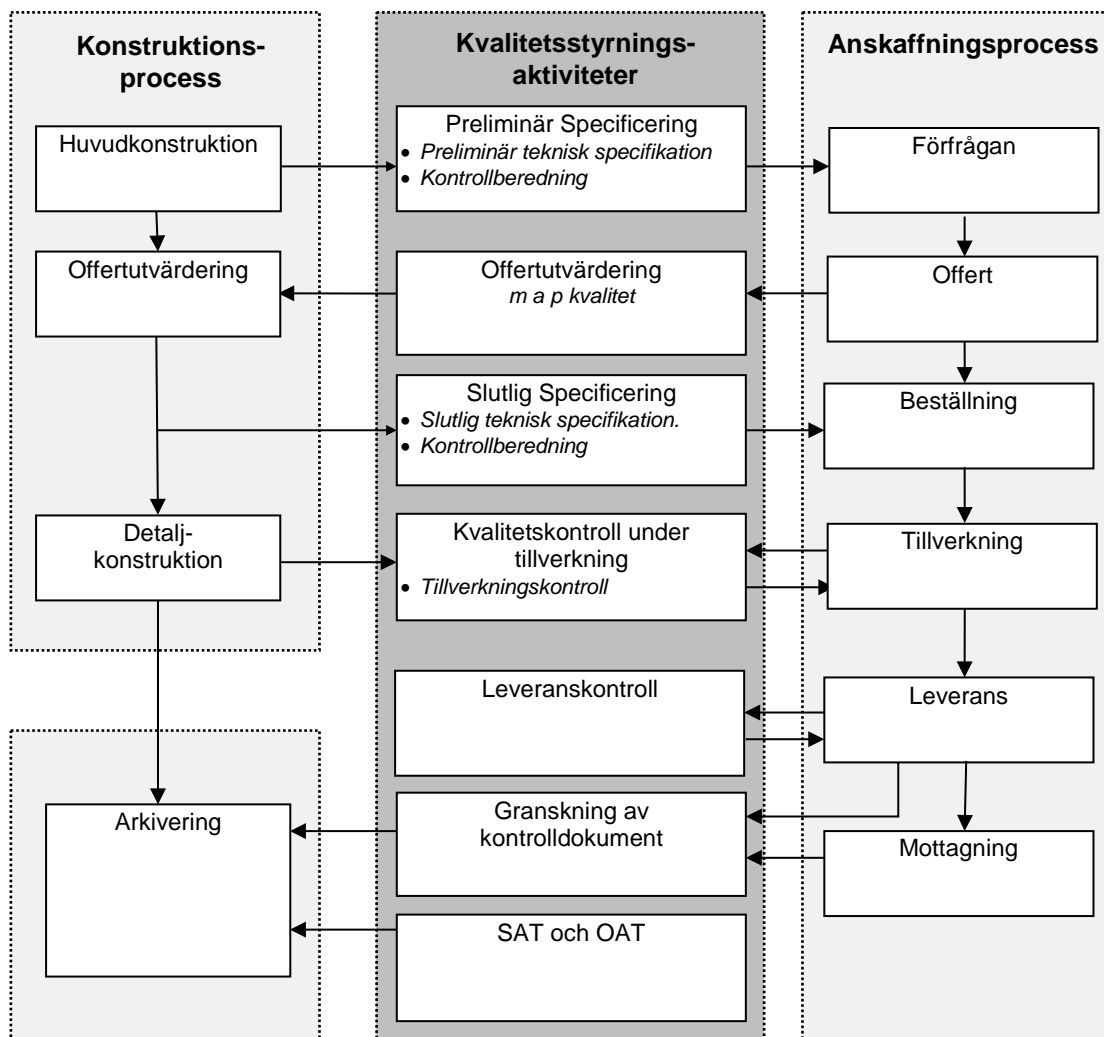 Konstruktions-
process
Kvalitetsstyrnings-
aktiviteter
Anskaffningsprocess
Huvudkonstruktion
Preliminär Specificering
• Preliminär teknisk specifikation
• Kontrollberedning
Förfrågan
Offertutvärdering
Offertutvärdering
m a p kvalitet
Offert
Slutlig Specificering
• Slutlig teknisk specifikation.
• Kontrollberedning
Beställning
Detalj-
konstruktion
Kvalitetskontroll under
tillverkning
• Tillverkningskontroll
Tillverkning
Leveranskontroll
Leverans
Arkivering
Granskning av
kontrolldokument
Mottagning
SAT och OAT